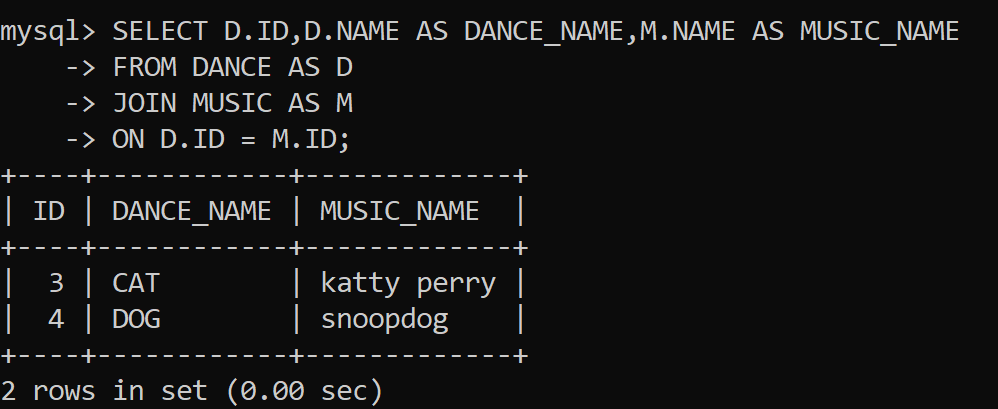 mysql> SELECT D.ID,D.NAME AS DANCE_NAME,M.NAME AS MUSIC_NAME
    -> FROM DANCE AS D
    -> JOIN MUSIC AS M
    -> ON D.ID = M.ID;
+----+------------+-------------+
| ID | DANCE_NAME | MUSIC_NAME  |
+----+------------+-------------+
|  3 | CAT        | katty perry |
|  4 | DOG        | snoopdog    |
+----+------------+-------------+
2 rows in set (0.00 sec)